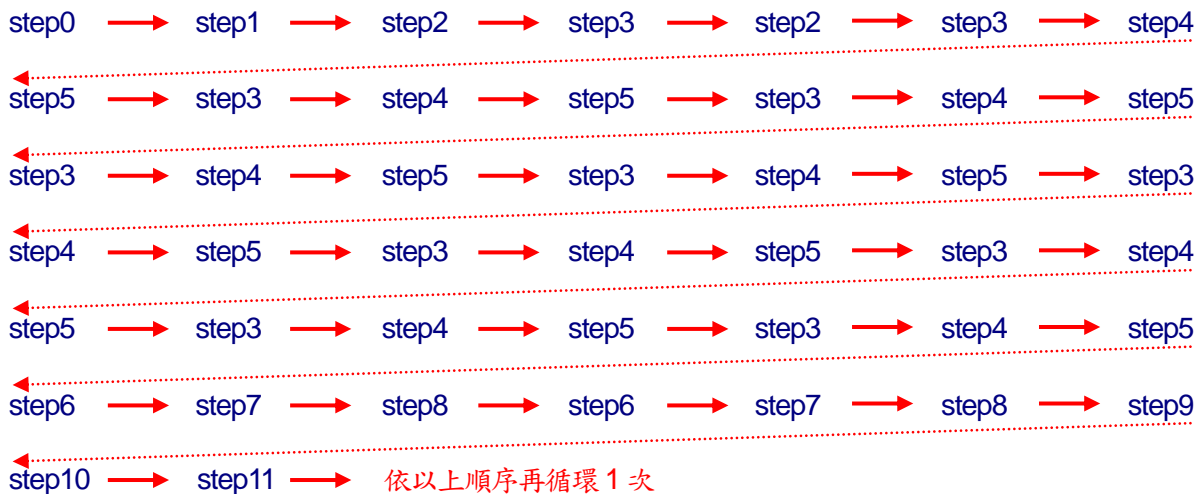 step0 step1 step2 step3 step2 step3 step4
step5 step3 step4 step5 step3 step4 step5
step3 step4 step5 step3 step4 step5 step3
step4 step5 step3 step4 step5 step3 step4
step5 step3 step4 step5 step3 step4 step5
step6 step7 step8 step6 step7 step8 step9
step10 step11 依以上順序再循環1次